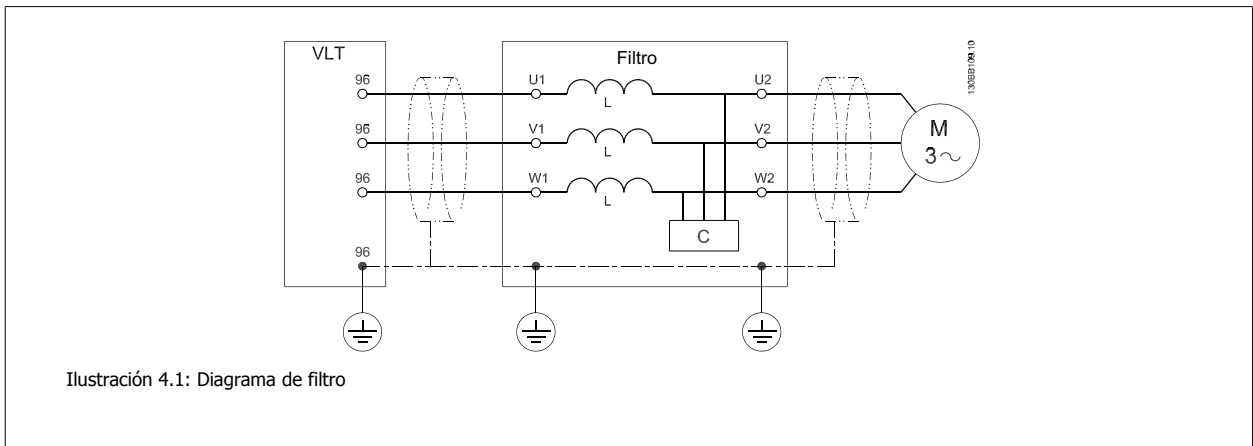 VLT
Filtro
130BB109.10
96
U1
L
U2
96
V1
L
V2
M
3~
96
W1
L
W2
C
96
Ilustración 4.1: Diagrama de filtro